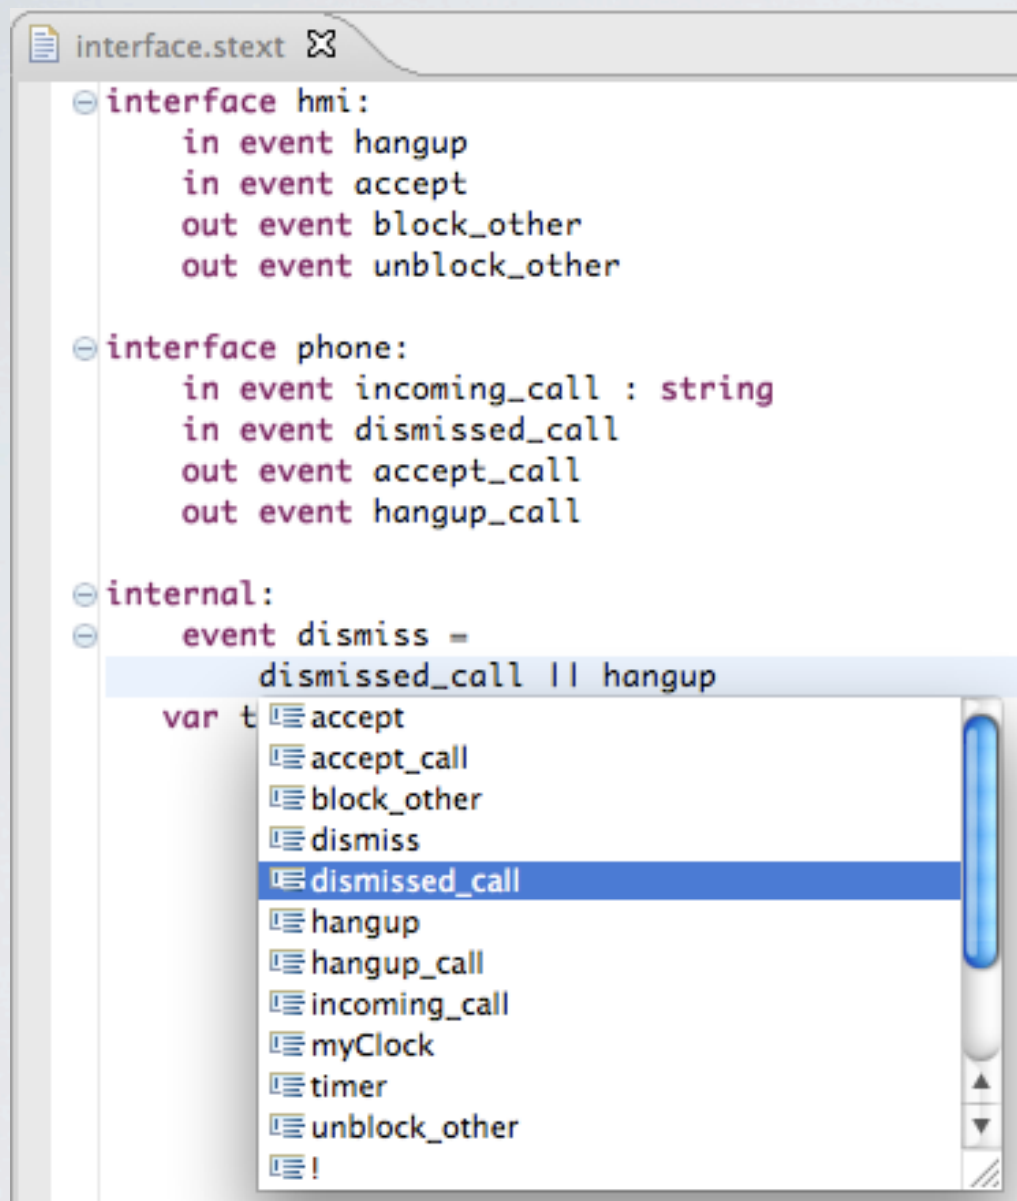 interface.stext
interface hmi:
in event hangup
in event accept
out event block_other
out event unblock_other
interface phone:
in event incoming_call : string
in event dismissed_call
out event accept_call
out event hangup_call
internal:
event dismiss =
dismissed_call || hangup
var t
accept
accept_call
block_other
dismiss
dismissed_call
hangup
hangup_call
incoming_call
myClock
timer
unblock_other
!